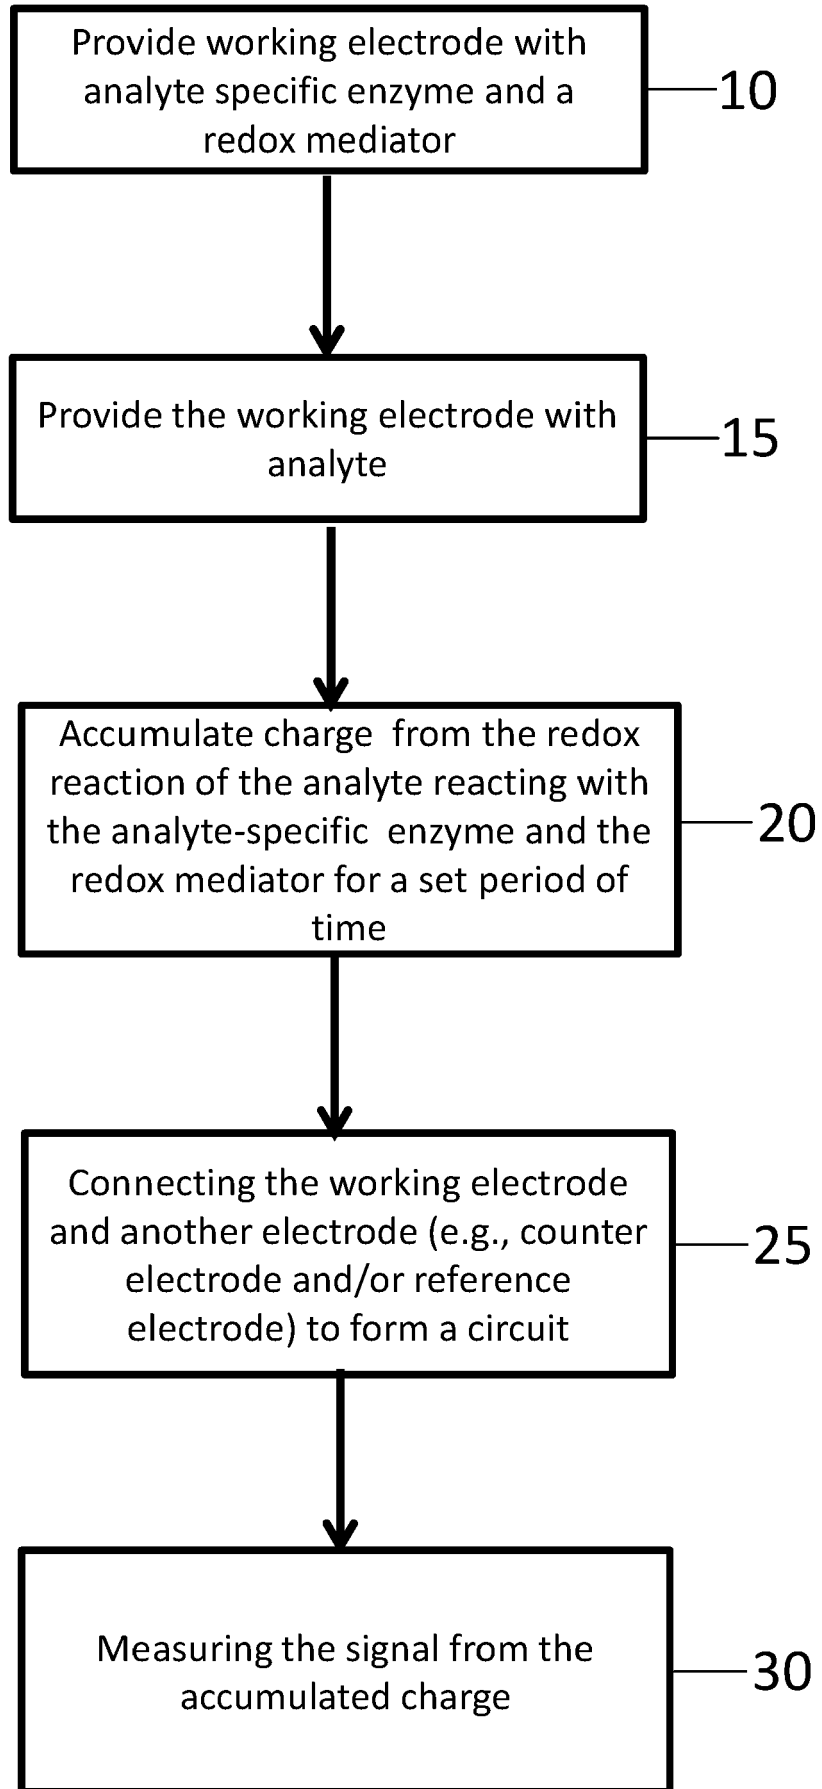 Provide working electrode with
analyte specific enzyme and a
redox mediator
10
Provide the working electrode with
analyte
15
Accumulate charge from the redox
reaction of the analyte reacting with
the analyte-specific enzyme and the
redox mediator for a set period of
time
20
Connecting the working electrode
and another electrode (e.g., counter
electrode and/or reference
electrode) to form a circuit
25
Measuring the signal from the
accumulated charge
30